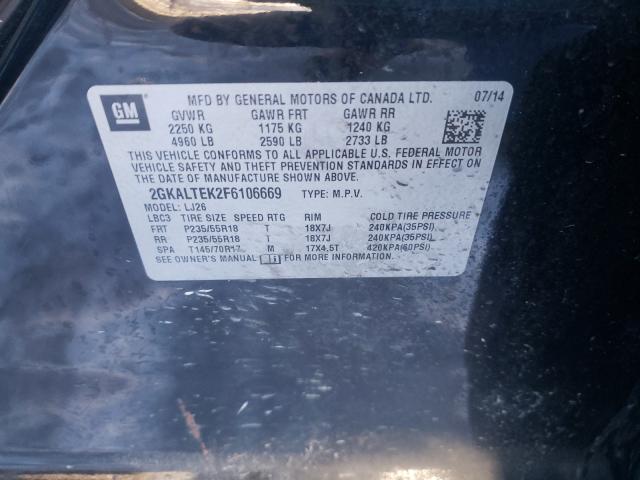 GM
MFD BY GENERAL MOTORS OF CANADA LTD. 07/14
GVWR GAWR FRT GAWR RR
2250 KG 1175 KG 1240 KG
4960 LB 2590 LB 2733 LB
THIS VEHICLE CONFORMS TO ALL APPLICABLE U.S. FEDERAL MOTOR
VEHICLE SAFETY AND THEFT PREVENTION STANDARDS IN EFFECT ON
THE DATE OF MANUFACTURE SHOWN ABOVE.
2GKALTEK2F6106669 TYPE: M.P.V.
MODEL: LJ26
LBC3 TIRE SIZE SPEED RTG RIM COLD TIRE PRESSURE
FRT P235/55R18 T 18X7J 240KPA(35PSI)
RR P235/55R18 T 18X7J 240KPA(35PSI)
SPA T145/70R17 M 17X4.5T 420KPA(60PSI)
SEE OWNER'S MANUAL FOR MORE INFORMATION.